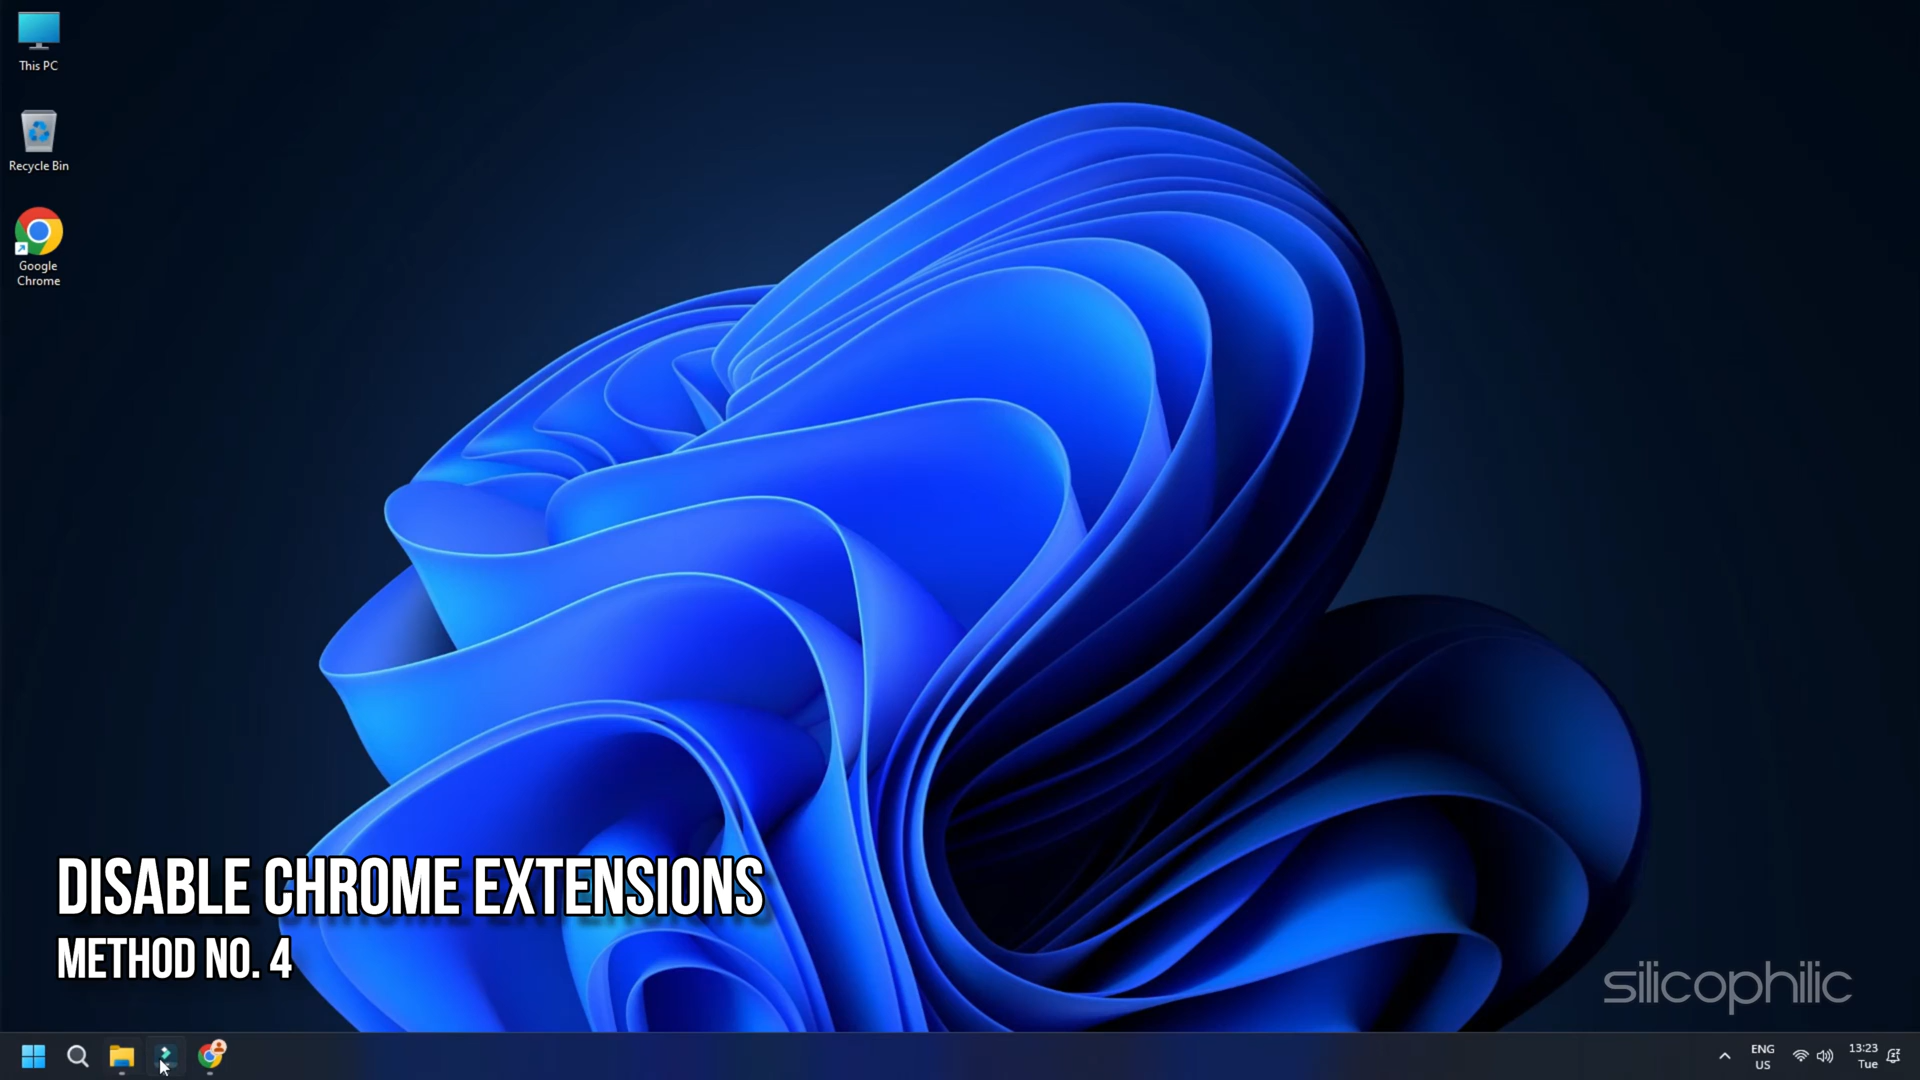 This PC
Recycle Bin
Google
Chrome
DISABLE CHROME EXTENSIONS
METHOD NO. 4
silicophilic
ENG
US
13:23
Tue